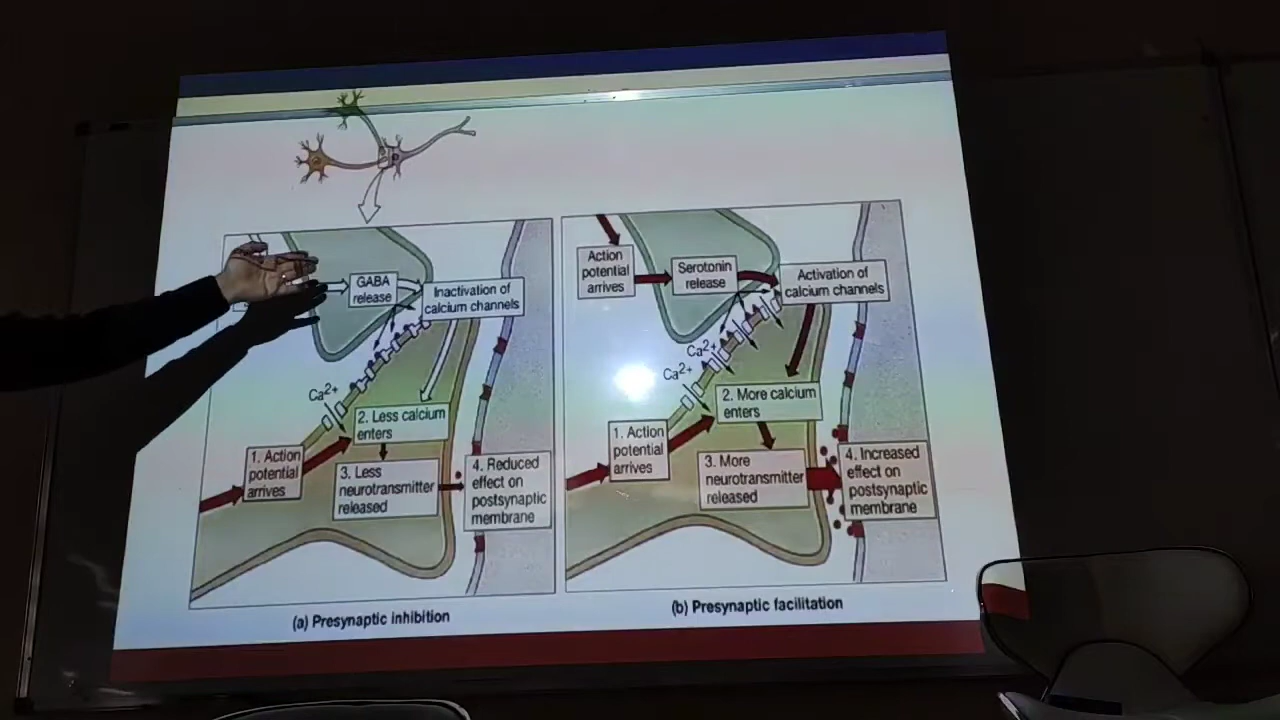 GABA
release
Inactivation of
calcium channels
Ca2+
2. Less calcium
enters
1. Action
potential
arrives
3. Less
neurotransmitter
released
4. Reduced
effect on
postsynaptic
membrane
(a) Presynaptic inhibition
Action
potential
arrives
Serotonin
release
Activation of
calcium channels
Ca2+
Ca2+
2. More calcium
enters
1. Action
potential
arrives
3. More
neurotransmitter
released
4. Increased
effect on
postsynaptic
membrane
(b) Presynaptic facilitation